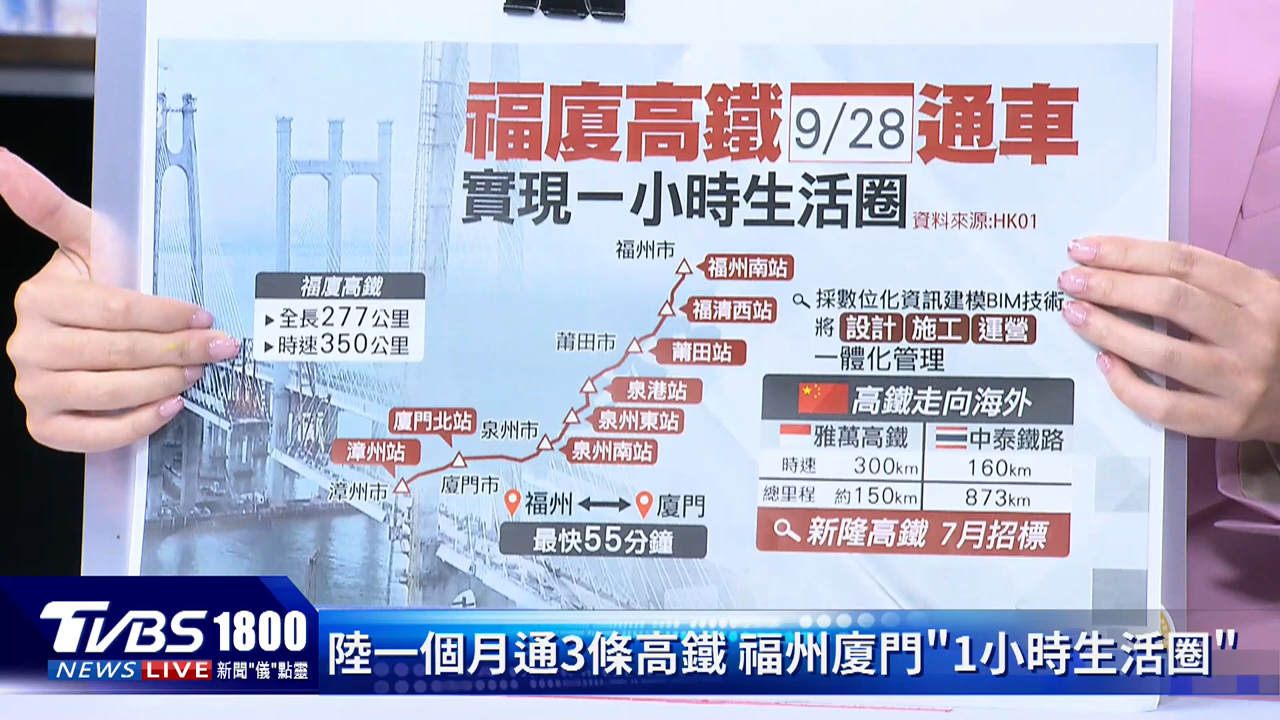 福廈高鐵 9/28 通車
實現一小時生活圈
資料來源:HK01
福廈高鐵
▸全長277公里
▸時速350公里
福州市
福州南站
福清西站
莆田市
莆田站
泉港站
泉州東站
泉州市
泉州南站
廈門北站
廈門市
漳州站
漳州市
福州 ⟷ 廈門
最快55分鐘
採數位化資訊建模BIM技術
將 設計 施工 運營
一體化管理
高鐵走向海外
雅萬高鐵 中泰鐵路
時速 300km 160km
總里程 約150km 873km
新隆高鐵 7月招標
TVBS 1800
NEWS LIVE 新聞"儀"點靈
陸一個月通3條高鐵 福州廈門"1小時生活圈"